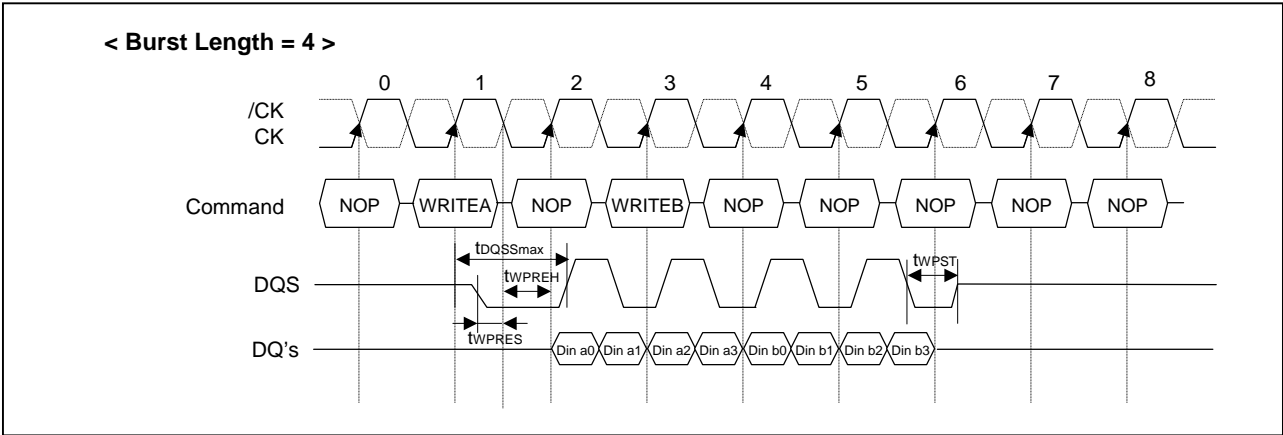 < Burst Length = 4 >
0 1 2 3 4 5 6 7 8
/CK
CK
Command NOP WRITEA NOP WRITEB NOP NOP NOP NOP NOP
tDQSSmax
tWPREH
tWPST
DQS
tWPRES
DQ's Din a0 Din a1 Din a2 Din a3 Din b0 Din b1 Din b2 Din b3